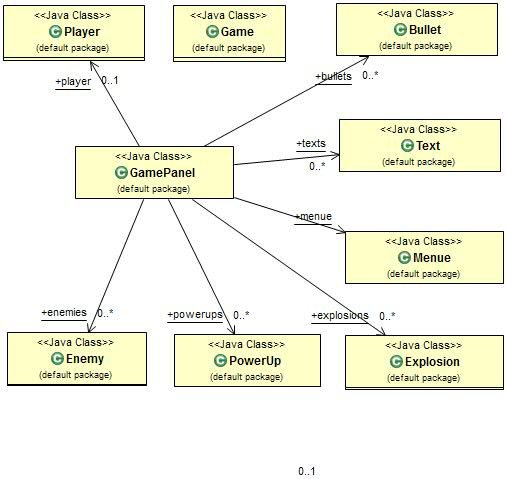 <<Java Class>>
Player
(default package)
<<Java Class>>
Game
(default package)
<<Java Class>>
Bullet
(default package)
+player
0..1
+bullets
0..*
<<Java Class>>
GamePanel
(default package)
+texts
0..*
<<Java Class>>
Text
(default package)
+menue
<<Java Class>>
Menue
(default package)
+enemies
0..*
+powerups
0..*
+explosions
0..*
<<Java Class>>
Enemy
(default package)
<<Java Class>>
PowerUp
(default package)
<<Java Class>>
Explosion
(default package)
0..1